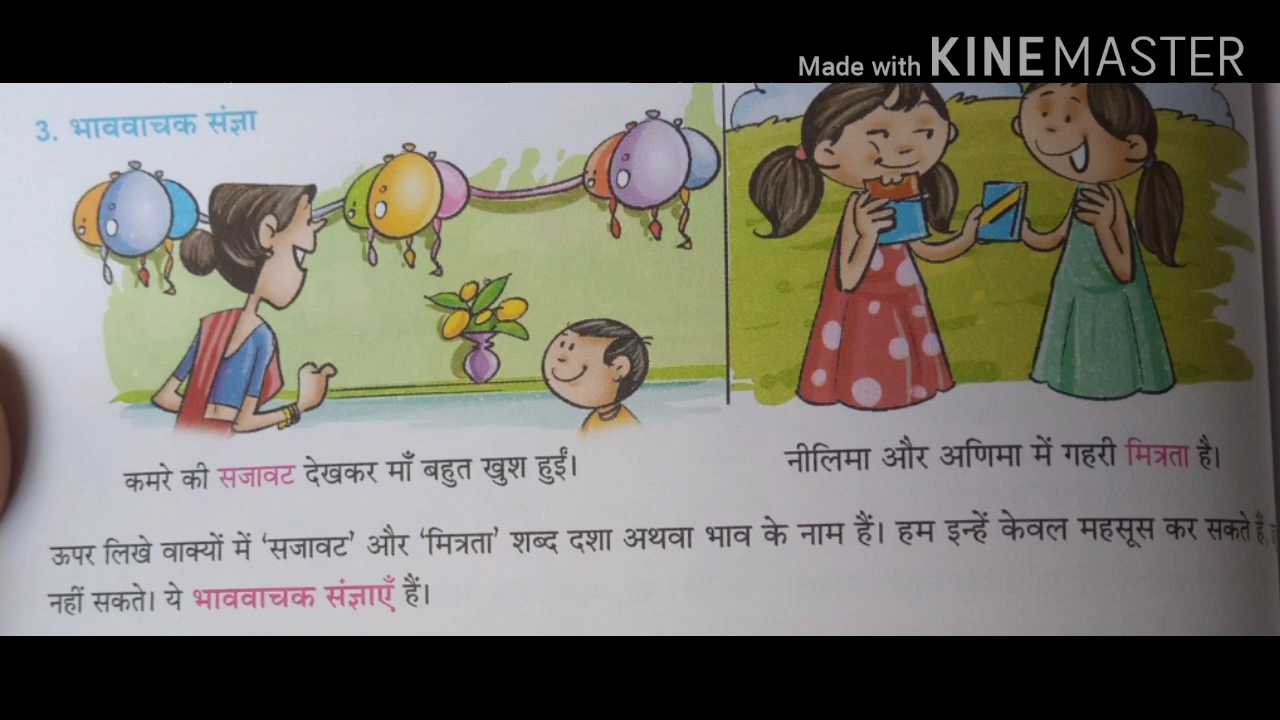 Made with KINEMASTER
3. भाववाचक संज्ञा
कमरे की सजावट देखकर माँ बहुत खुश हुईं।
नीलिमा और अणिमा में गहरी मित्रता है।
ऊपर लिखे वाक्यों में ‘सजावट’ और ‘मित्रता’ शब्द दशा अथवा भाव के नाम हैं। हम इन्हें केवल महसूस कर सकते हैं,
नहीं सकते। ये भाववाचक संज्ञाएँ हैं।